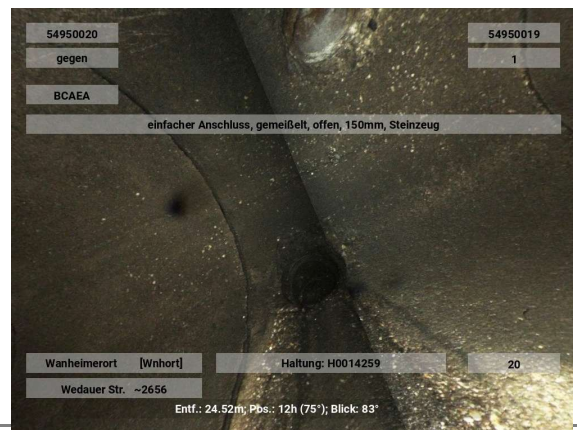 54950020 54950019
gegen 1
BCAEA
einfacher Anschluss, gemeißelt, offen, 150mm, Steinzeug
Wanheimerort [Wnhort] Haltung: H0014259 20
Wedauer Str. ~2656
Entf.: 24.52m; Pos.: 12h (75°); Blick: 83°